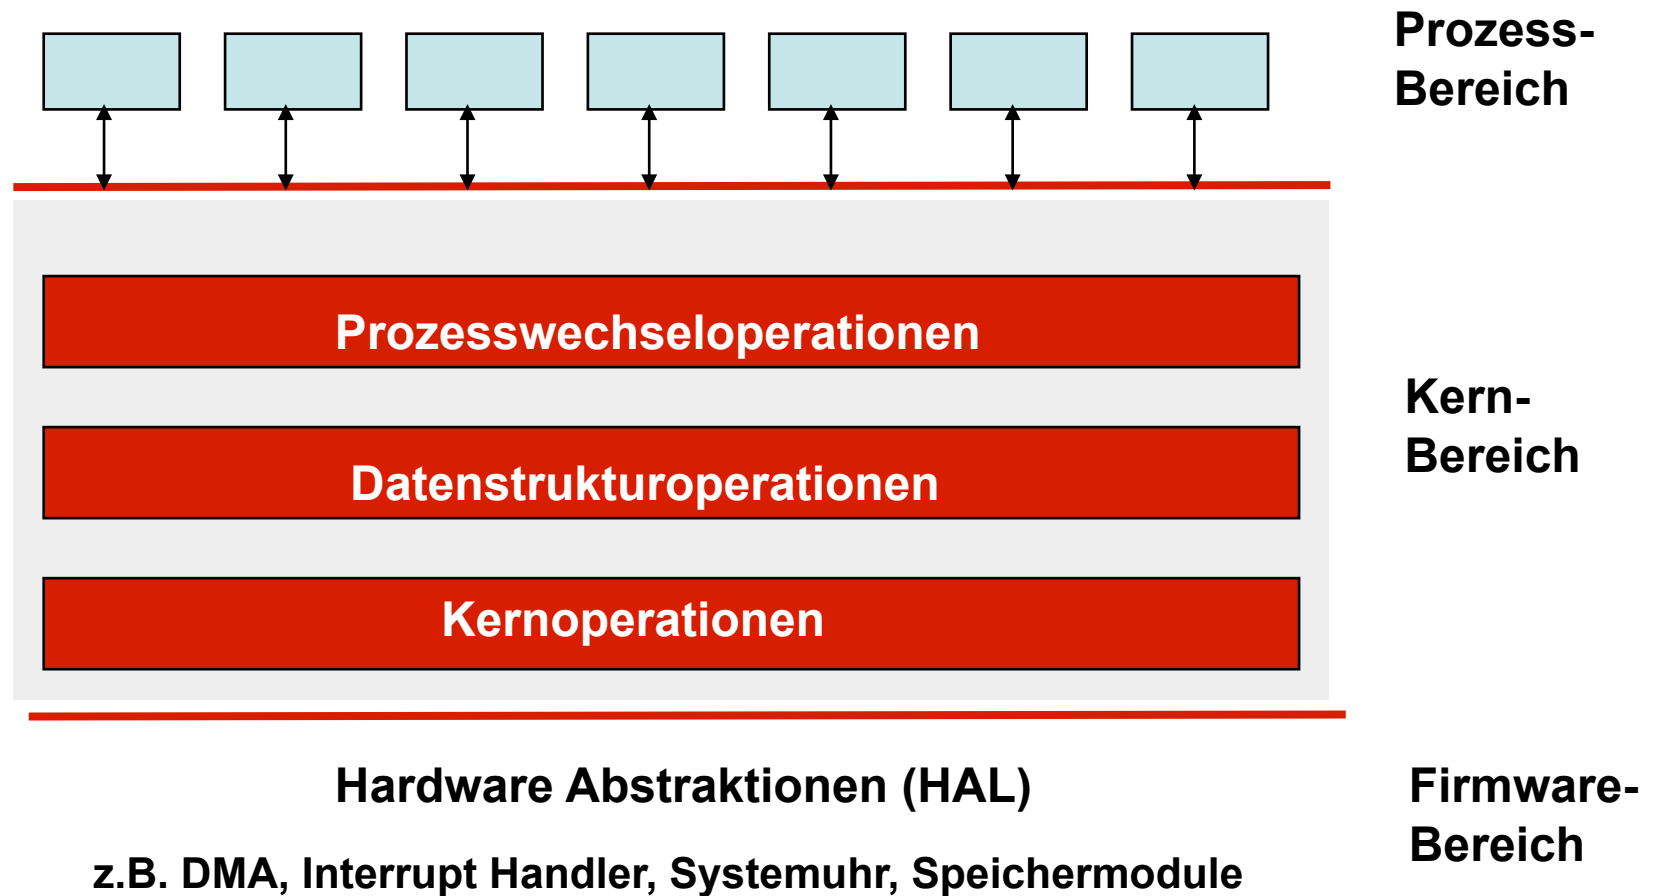 Prozess-
Bereich
Prozesswechseloperationen
Datenstrukturoperationen
Kernoperationen
Kern-
Bereich
Hardware Abstraktionen (HAL)
z.B. DMA, Interrupt Handler, Systemuhr, Speichermodule
Firmware-
Bereich